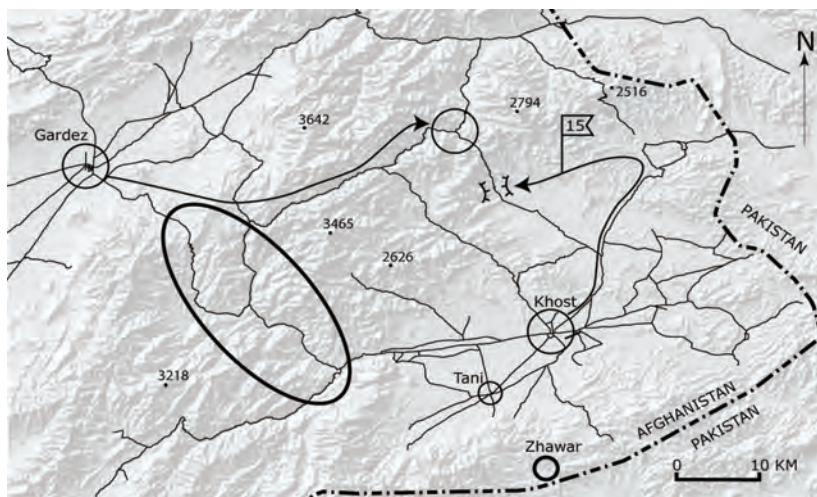 N
2516
2794
15
3642
Gardez
PAKISTAN
3465
2626
Khost
3218
Tani
AFGHANISTAN
PAKISTAN
Zhawar
0 10 KM